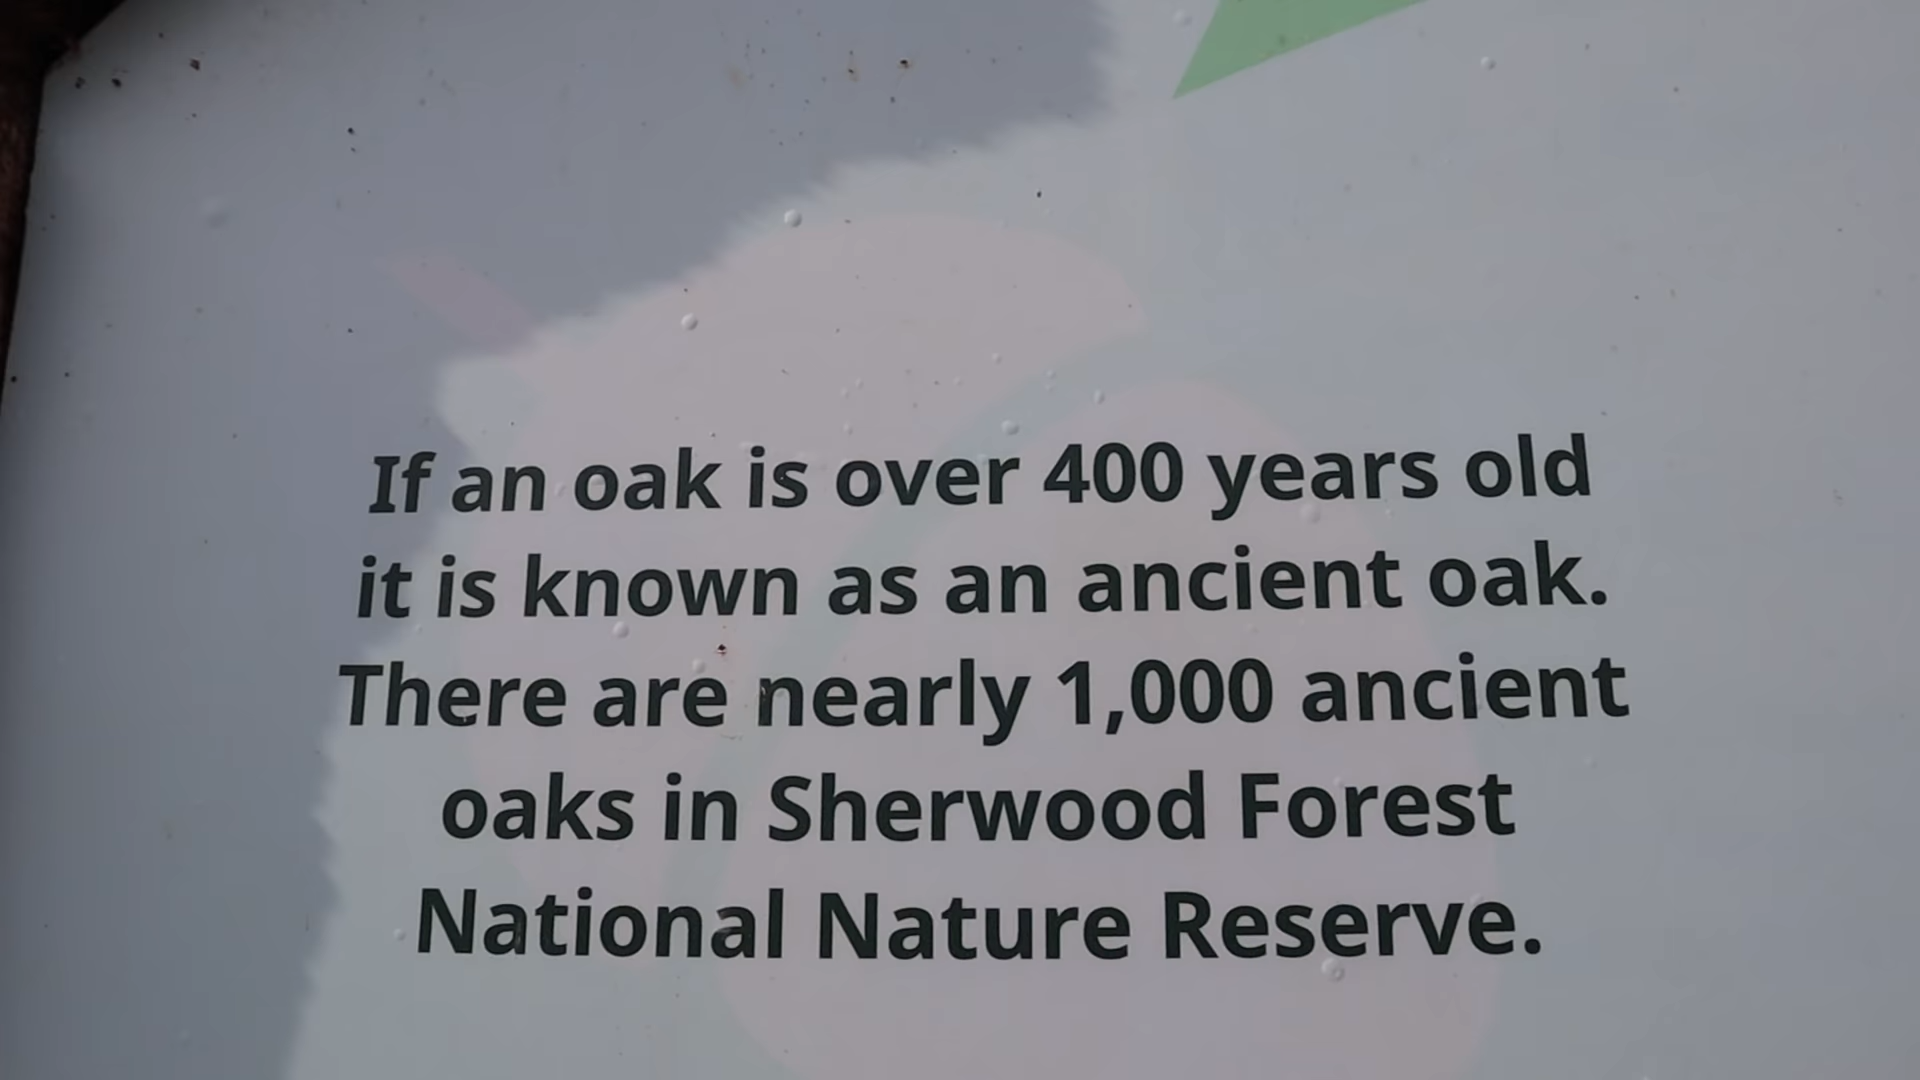 If an oak is over 400 years old
it is known as an ancient oak.
There are nearly 1,000 ancient
oaks in Sherwood Forest
National Nature Reserve.